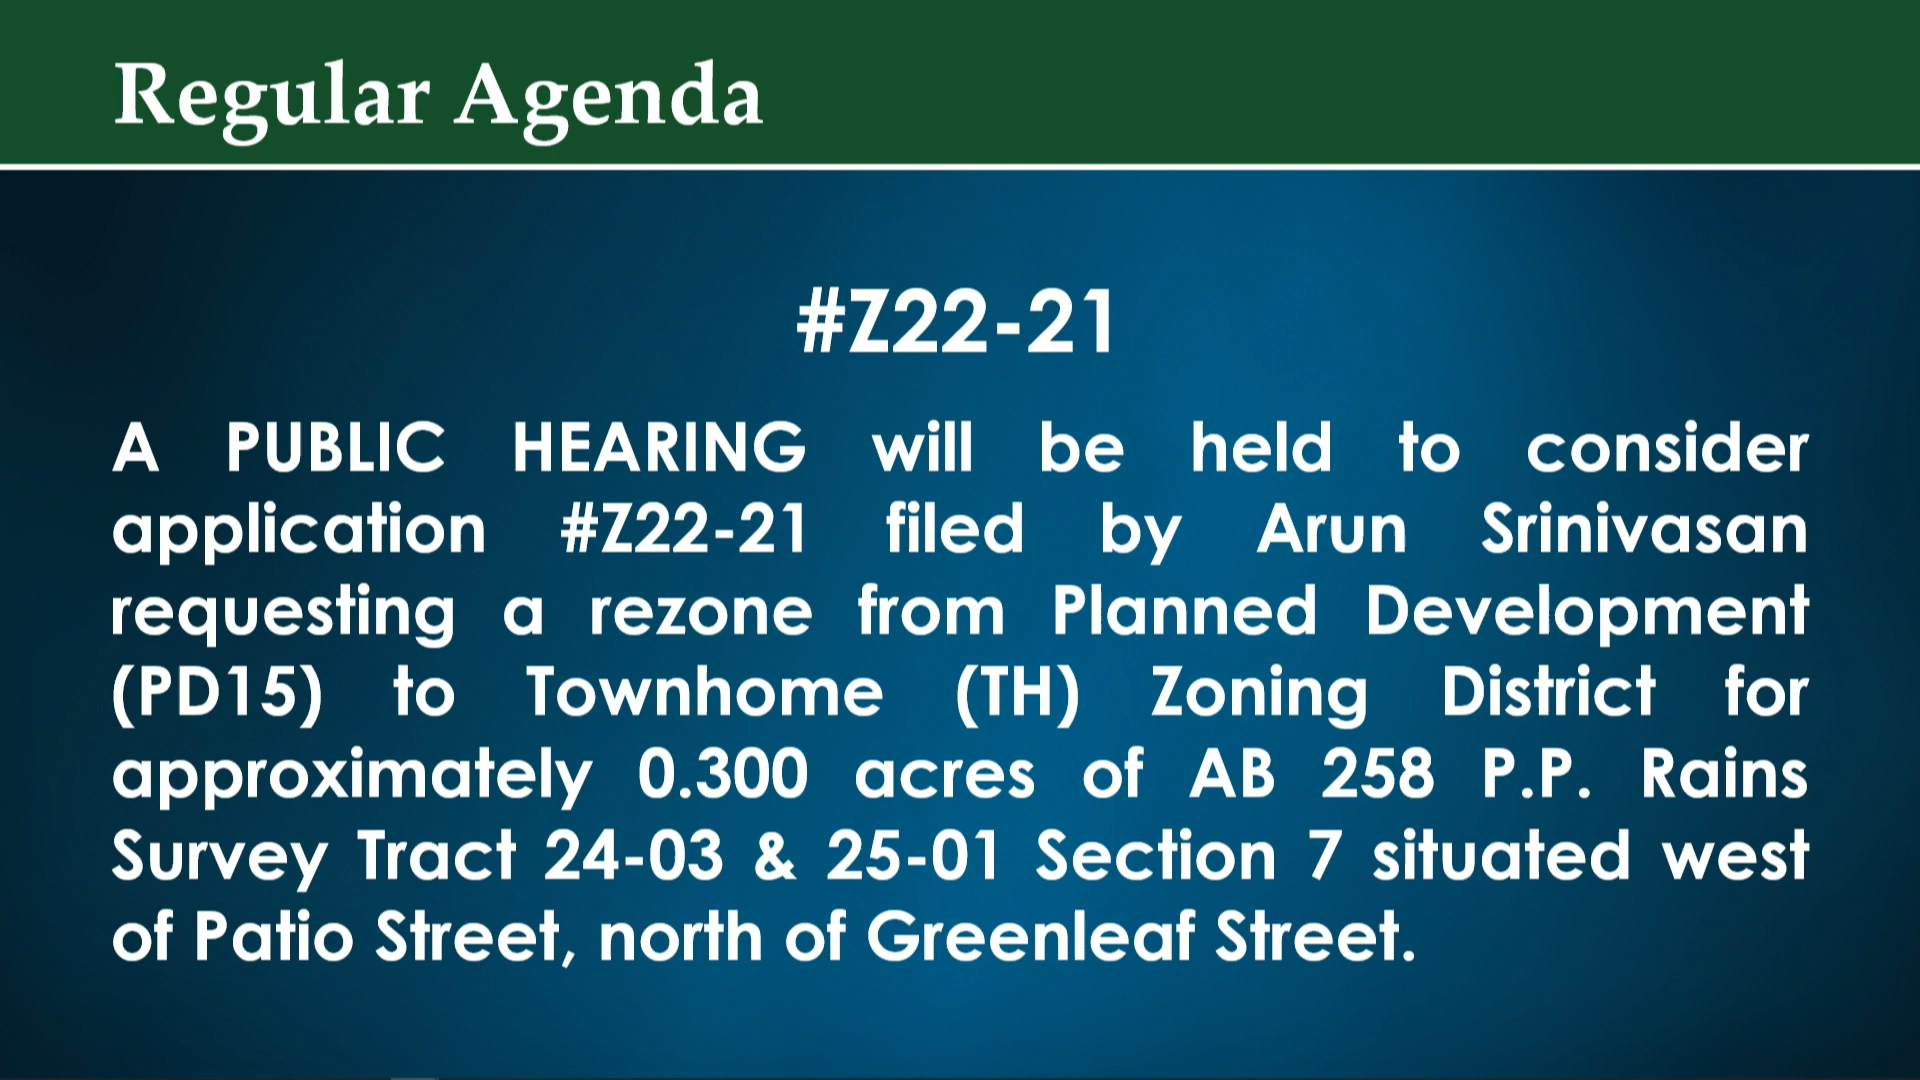 Regular Agenda
#Z22-21
A PUBLIC HEARING will be held to consider
application #Z22-21 filed by Arun Srinivasan
requesting a rezone from Planned Development
(PD15) to Townhome (TH) Zoning District for
approximately 0.300 acres of AB 258 P.P. Rains
Survey Tract 24-03 & 25-01 Section 7 situated west
of Patio Street, north of Greenleaf Street.